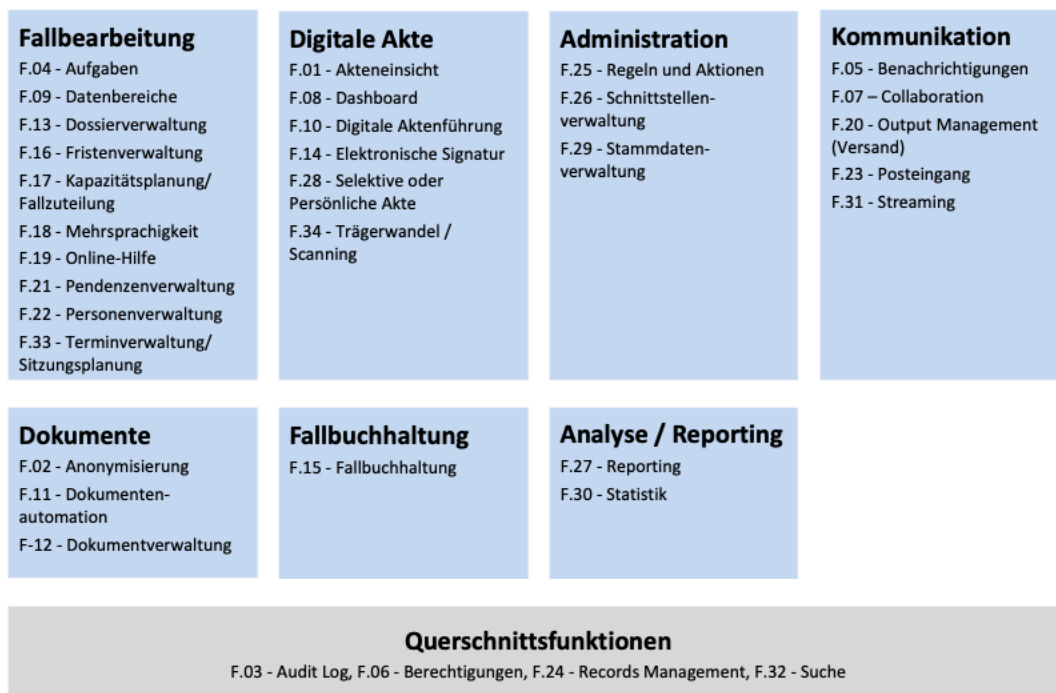 Fallbearbeitung
F.04 - Aufgaben
F.09 - Datenbereiche
F.13 - Dossierverwaltung
F.16 - Fristenverwaltung
F.17 - Kapazitätsplanung/
Fallzuteilung
F.18 - Mehrsprachigkeit
F.19 - Online-Hilfe
F.21 - Pendenzenverwaltung
F.22 - Personenverwaltung
F.33 - Terminverwaltung/
Sitzungsplanung
Digitale Akte
F.01 - Akteneinsicht
F.08 - Dashboard
F.10 - Digitale Aktenführung
F.14 - Elektronische Signatur
F.28 - Selektive oder
Persönliche Akte
F.34 - Trägerwandel /
Scanning
Administration
F.25 - Regeln und Aktionen
F.26 - Schnittstellen-
verwaltung
F.29 - Stammdaten-
verwaltung
Kommunikation
F.05 - Benachrichtigungen
F.07 – Collaboration
F.20 - Output Management
(Versand)
F.23 - Posteingang
F.31 - Streaming
Dokumente
F.02 - Anonymisierung
F.11 - Dokumenten-
automation
F-12 - Dokumentverwaltung
Fallbuchhaltung
F.15 - Fallbuchhaltung
Analyse / Reporting
F.27 - Reporting
F.30 - Statistik
Querschnittsfunktionen
F.03 - Audit Log, F.06 - Berechtigungen, F.24 - Records Management, F.32 - Suche